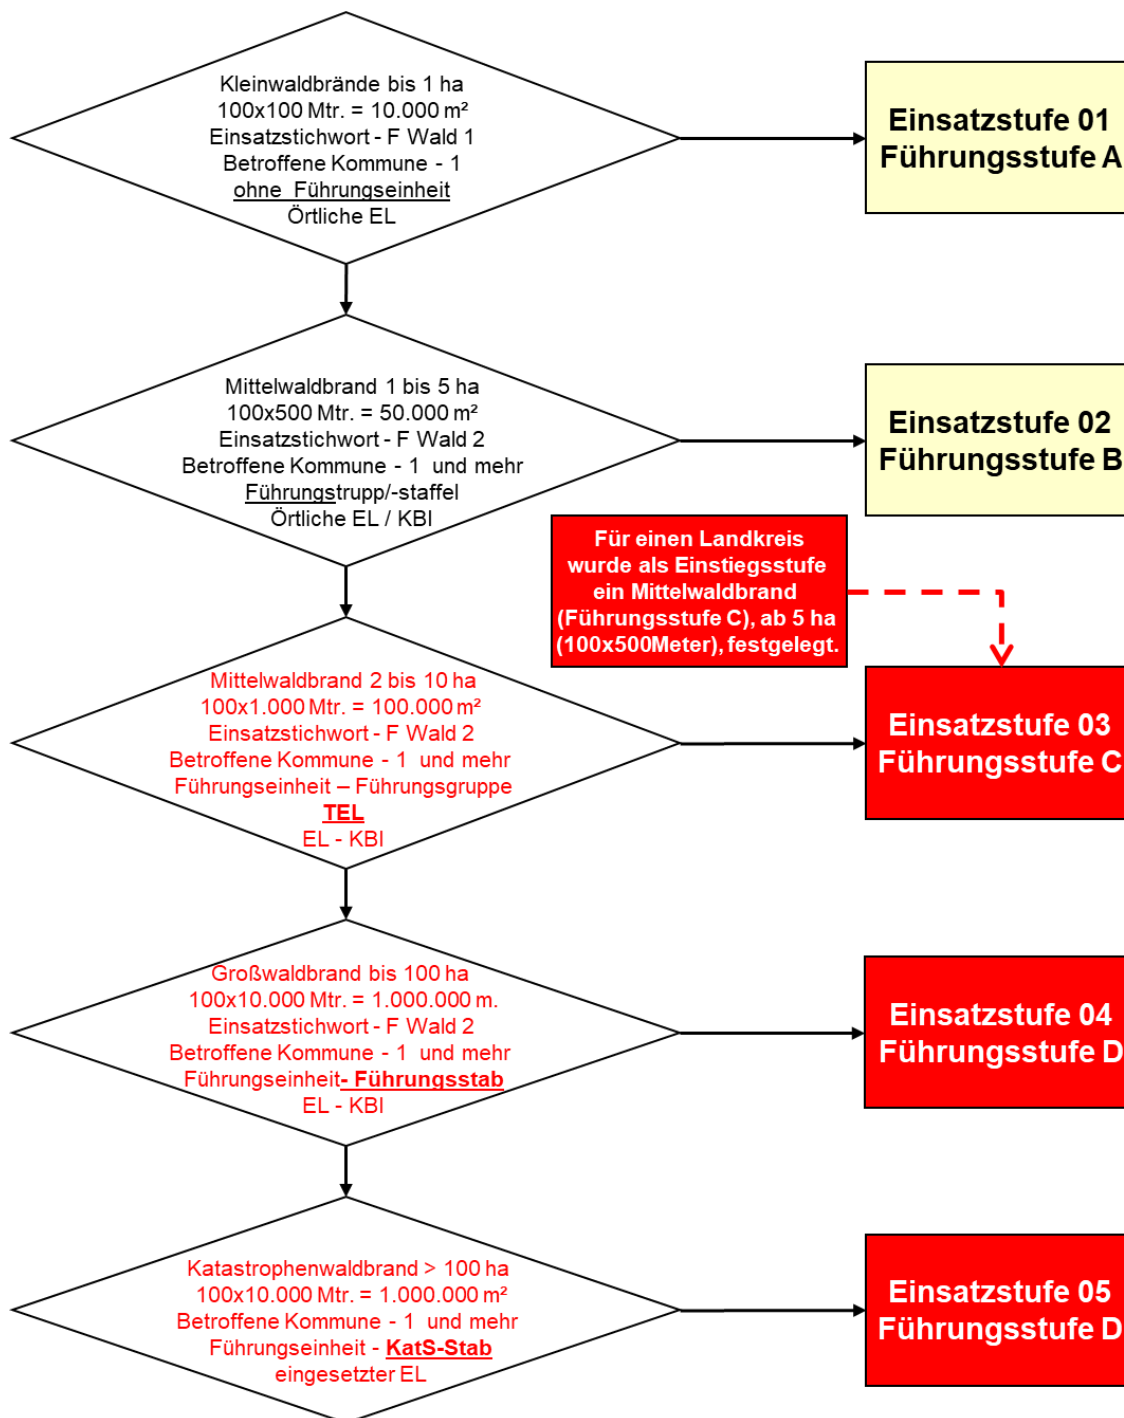 Kleinwaldbrände bis 1 ha
100x100 Mtr. = 10.000 m²
Einsatzstichwort - F Wald 1
Betroffene Kommune - 1
ohne Führungseinheit
Örtliche EL
Einsatzstufe 01
Führungsstufe A
Mittelwaldbrand 1 bis 5 ha
100x500 Mtr. = 50.000 m²
Einsatzstichwort - F Wald 2
Betroffene Kommune - 1 und mehr
Führungstrupp/-staffel
Örtliche EL / KBI
Einsatzstufe 02
Führungsstufe B
Für einen Landkreis
wurde als Einstiegsstufe
ein Mittelwaldbrand
(Führungsstufe C), ab 5 ha
(100x500Meter), festgelegt.
Mittelwaldbrand 2 bis 10 ha
100x1.000 Mtr. = 100.000 m²
Einsatzstichwort - F Wald 2
Betroffene Kommune - 1 und mehr
Führungseinheit – Führungsgruppe
TEL
EL - KBI
Einsatzstufe 03
Führungsstufe C
Großwaldbrand bis 100 ha
100x10.000 Mtr. = 1.000.000 m.
Einsatzstichwort - F Wald 2
Betroffene Kommune - 1 und mehr
Führungseinheit- Führungsstab
EL - KBI
Einsatzstufe 04
Führungsstufe D
Katastrophenwaldbrand > 100 ha
100x10.000 Mtr. = 1.000.000 m²
Betroffene Kommune - 1 und mehr
Führungseinheit - KatS-Stab
eingesetzter EL
Einsatzstufe 05
Führungsstufe D